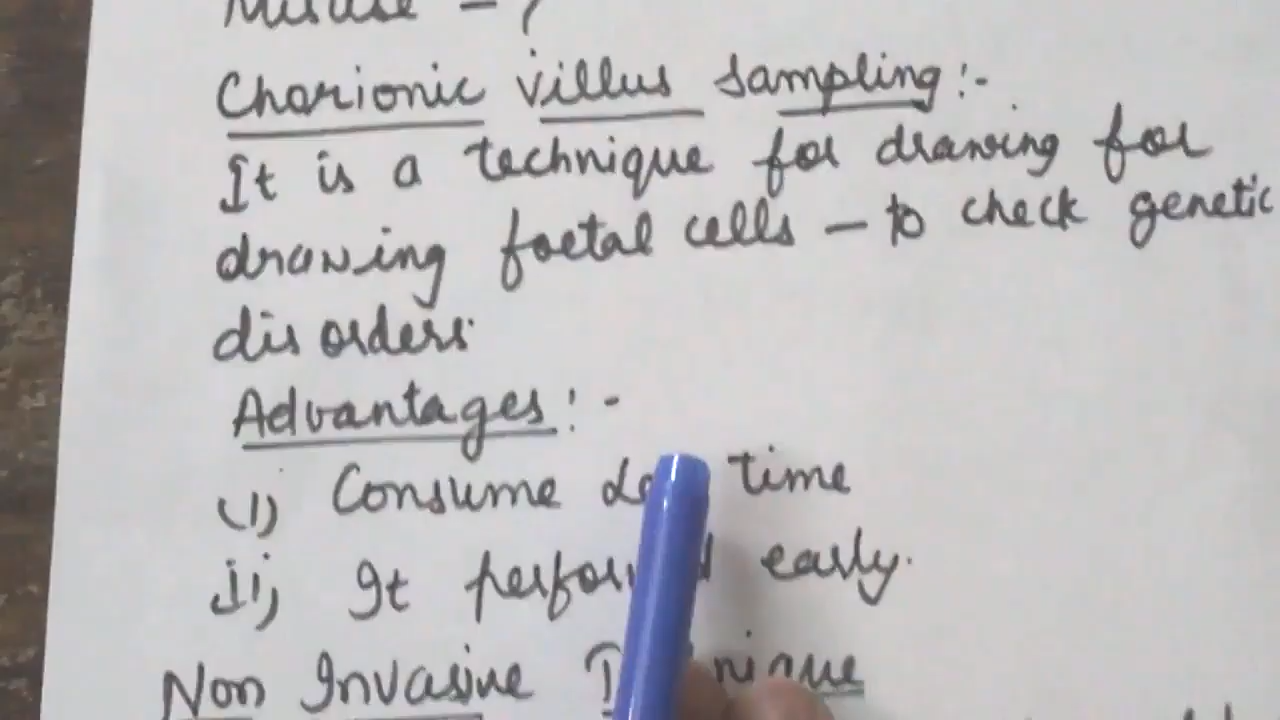 Misuse - ?
Chorionic villus sampling :-
It is a technique for drawing for
drawing foetal cells - to check genetic
disorders
Advantages :-
(i) Consume time
ii) It early.
Non Invasive